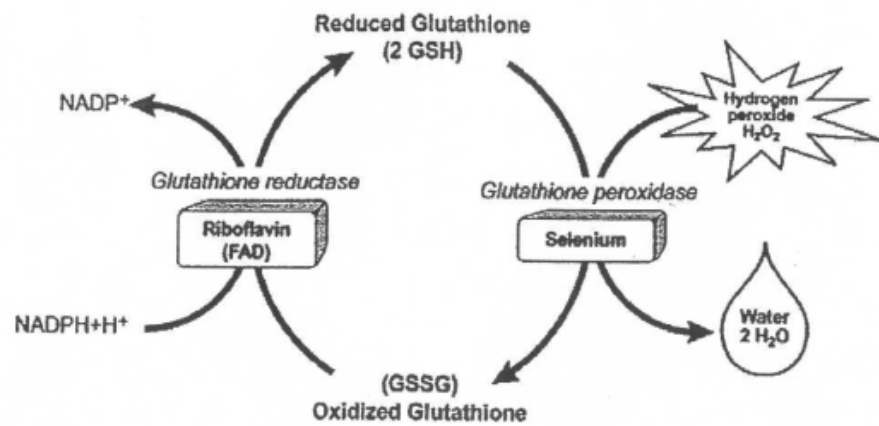 Reduced Glutathione
(2 GSH)
NADP⁺
Hydrogen
peroxide
H₂O₂
Glutathione reductase
Glutathione peroxidase
Riboflavin
(FAD)
Selenium
NADPH+H⁺
Water
2 H₂O
(GSSG)
Oxidized Glutathione